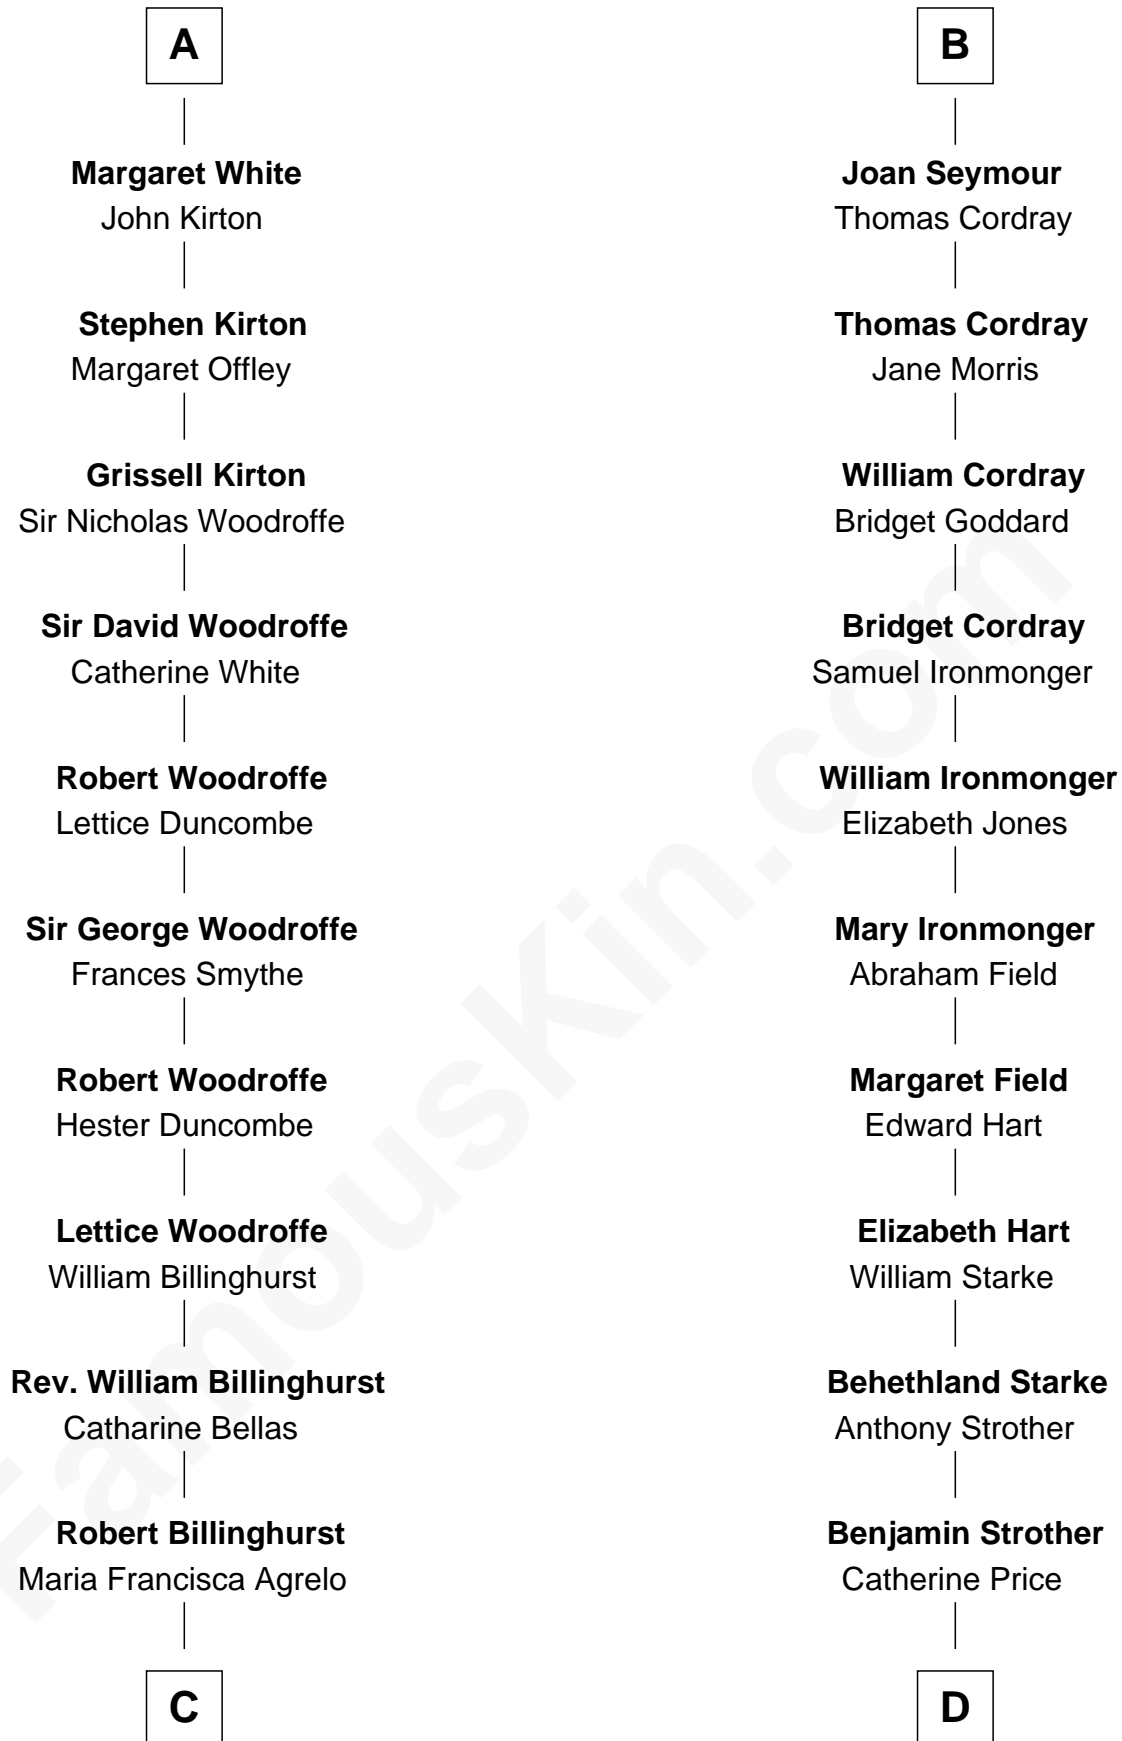 A
Margaret White
John Kirton
Stephen Kirton
Margaret Offley
Grissell Kirton
Sir Nicholas Woodroffe
Sir David Woodroffe
Catherine White
Robert Woodroffe
Lettice Duncombe
Sir George Woodroffe
Frances Smythe
Robert Woodroffe
Hester Duncombe
Lettice Woodroffe
William Billinghurst
Rev. William Billinghurst
Catharine Bellas
Robert Billinghurst
Maria Francisca Agrelo
C
B
Joan Seymour
Thomas Cordray
Thomas Cordray
Jane Morris
William Cordray
Bridget Goddard
Bridget Cordray
Samuel Ironmonger
William Ironmonger
Elizabeth Jones
Mary Ironmonger
Abraham Field
Margaret Field
Edward Hart
Elizabeth Hart
William Starke
Behethland Starke
Anthony Strother
Benjamin Strother
Catherine Price
D
FamousKin.com